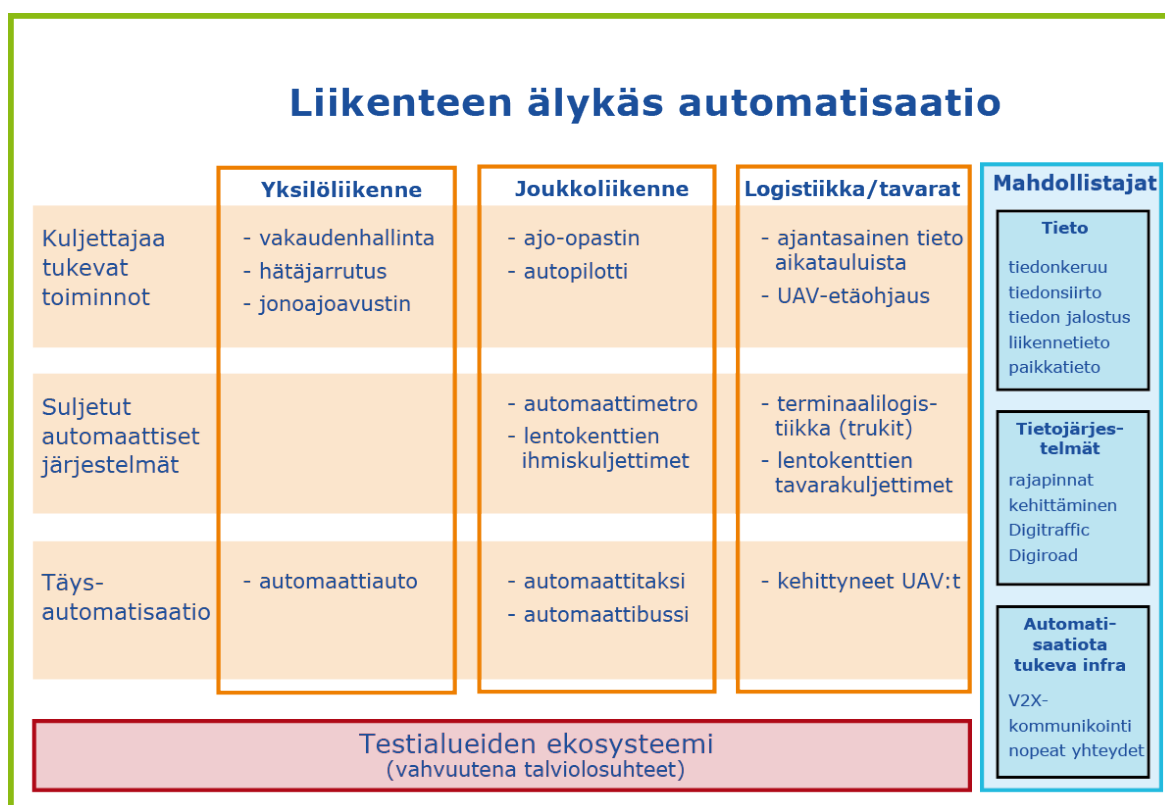 Liikenteen älykäs automatisaatio
Yksilöliikenne
Joukkoliikenne
Logistiikka/tavarat
Kuljettajaa
tukevat
toiminnot
- vakaudenhallinta
- hätäjarrutus
- jonoajoavustin
- ajo-opastin
- autopilotti
- ajantasainen tieto
aikatauluista
- UAV-etäohjaus
Suljetut
automaattiset
järjestelmät
- automaattimetro
- lentokenttien
ihmiskuljettimet
- terminaalilogis-
tiikka (trukit)
- lentokenttien
tavarakuljettimet
Täys-
automatisaatio
- automaattiauto
- automaattitaksi
- automaattibussi
- kehittyneet UAV:t
Testialueiden ekosysteemi
(vahvuutena talviolosuhteet)
Mahdollistajat
Tieto
tiedonkeruu
tiedonsiirto
tiedon jalostus
liikennetieto
paikkatieto
Tietojärjes-
telmät
rajapinnat
kehittäminen
Digitraffic
Digiroad
Automati-
saatiota
tukeva infra
V2X-
kommunikointi
nopeat yhteydet